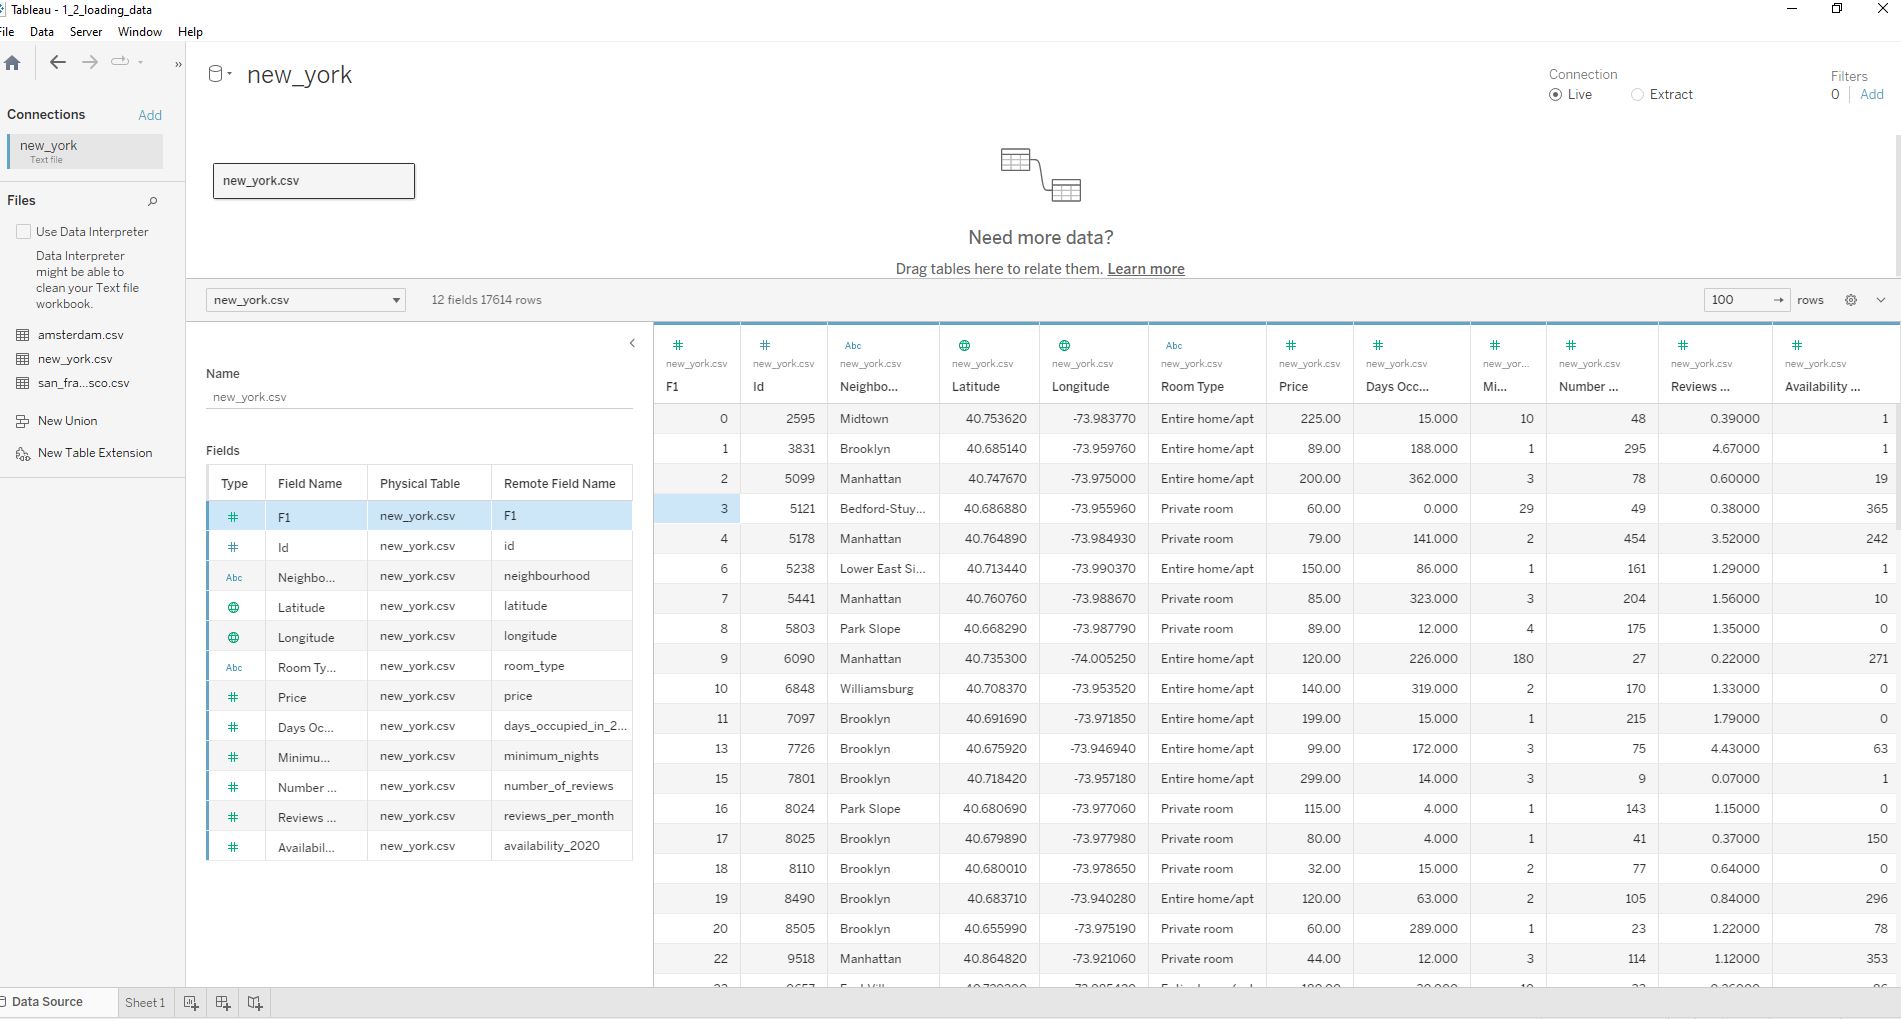 Tableau - 1_2_loading_data
File Data Server Window Help
new_york
Connection
Live Extract
Filters
0 Add
Connections Add
new_york
Text file
Files
Use Data Interpreter
Data Interpreter
might be able to
clean your Text file
workbook.
amsterdam.csv
new_york.csv
san_fra...sco.csv
New Union
New Table Extension
new_york.csv
Need more data?
Drag tables here to relate them. Learn more
new_york.csv 12 fields 17614 rows 100 rows
Name
new_york.csv
Fields
Type Field Name Physical Table Remote Field Name
F1 new_york.csv F1
Id new_york.csv id
Abc Neighbo... new_york.csv neighbourhood
Latitude new_york.csv latitude
Longitude new_york.csv longitude
Abc Room Ty... new_york.csv room_type
Price new_york.csv price
Days Oc... new_york.csv days_occupied_in_2...
Minimu... new_york.csv minimum_nights
Number ... new_york.csv number_of_reviews
Reviews ... new_york.csv reviews_per_month
Availabil... new_york.csv availability_2020
Abc Abc
new_york.csv new_york.csv new_york.csv new_york.csv new_york.csv new_york.csv new_york.csv new_york.csv new_yor... new_york.csv new_york.csv new_york.csv
F1 Id Neighbo... Latitude Longitude Room Type Price Days Occ... Mi... Number ... Reviews ... Availability ...
0 2595 Midtown 40.753620 -73.983770 Entire home/apt 225.00 15.000 10 48 0.39000 1
1 3831 Brooklyn 40.685140 -73.959760 Entire home/apt 89.00 188.000 1 295 4.67000 1
2 5099 Manhattan 40.747670 -73.975000 Entire home/apt 200.00 362.000 3 78 0.60000 19
3 5121 Bedford-Stuy... 40.686880 -73.955960 Private room 60.00 0.000 29 49 0.38000 365
4 5178 Manhattan 40.764890 -73.984930 Private room 79.00 141.000 2 454 3.52000 242
6 5238 Lower East Si... 40.713440 -73.990370 Entire home/apt 150.00 86.000 1 161 1.29000 1
7 5441 Manhattan 40.760760 -73.988670 Private room 85.00 323.000 3 204 1.56000 10
8 5803 Park Slope 40.668290 -73.987790 Private room 89.00 12.000 4 175 1.35000 0
9 6090 Manhattan 40.735300 -74.005250 Entire home/apt 120.00 226.000 180 27 0.22000 271
10 6848 Williamsburg 40.708370 -73.953520 Entire home/apt 140.00 319.000 2 170 1.33000 0
11 7097 Brooklyn 40.691690 -73.971850 Entire home/apt 199.00 15.000 1 215 1.79000 0
13 7726 Brooklyn 40.675920 -73.946940 Entire home/apt 99.00 172.000 3 75 4.43000 63
15 7801 Brooklyn 40.718420 -73.957180 Entire home/apt 299.00 14.000 3 9 0.07000 1
16 8024 Park Slope 40.680690 -73.977060 Private room 115.00 4.000 1 143 1.15000 0
17 8025 Brooklyn 40.679890 -73.977980 Private room 80.00 4.000 1 41 0.37000 150
18 8110 Brooklyn 40.680010 -73.978650 Private room 32.00 15.000 2 77 0.64000 0
19 8490 Brooklyn 40.683710 -73.940280 Entire home/apt 120.00 63.000 2 105 0.84000 296
20 8505 Brooklyn 40.655990 -73.975190 Private room 60.00 289.000 1 23 1.22000 78
22 9518 Manhattan 40.864820 -73.921060 Private room 44.00 12.000 3 114 1.12000 353
Data Source Sheet 1